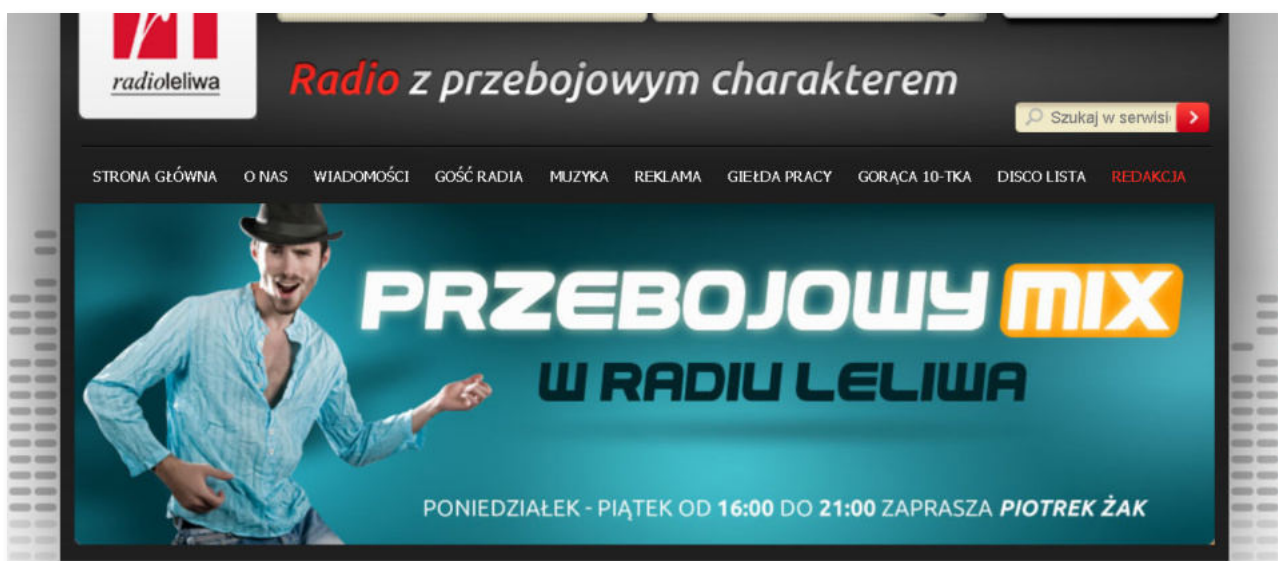 radioleliwa
Radio z przebojowym charakterem
Szukaj w serwisi
STRONA GŁÓWNA O NAS WIADOMOŚCI GOŚĆ RADIA MUZYKA REKLAMA GIEŁDA PRACY GORĄCA 10-TKA DISCO LISTA REDAKCJA
PRZEBOJOWY MIX
W RADIU LELIWA
PONIEDZIAŁEK - PIĄTEK OD 16:00 DO 21:00 ZAPRASZA PIOTREK ŻAK